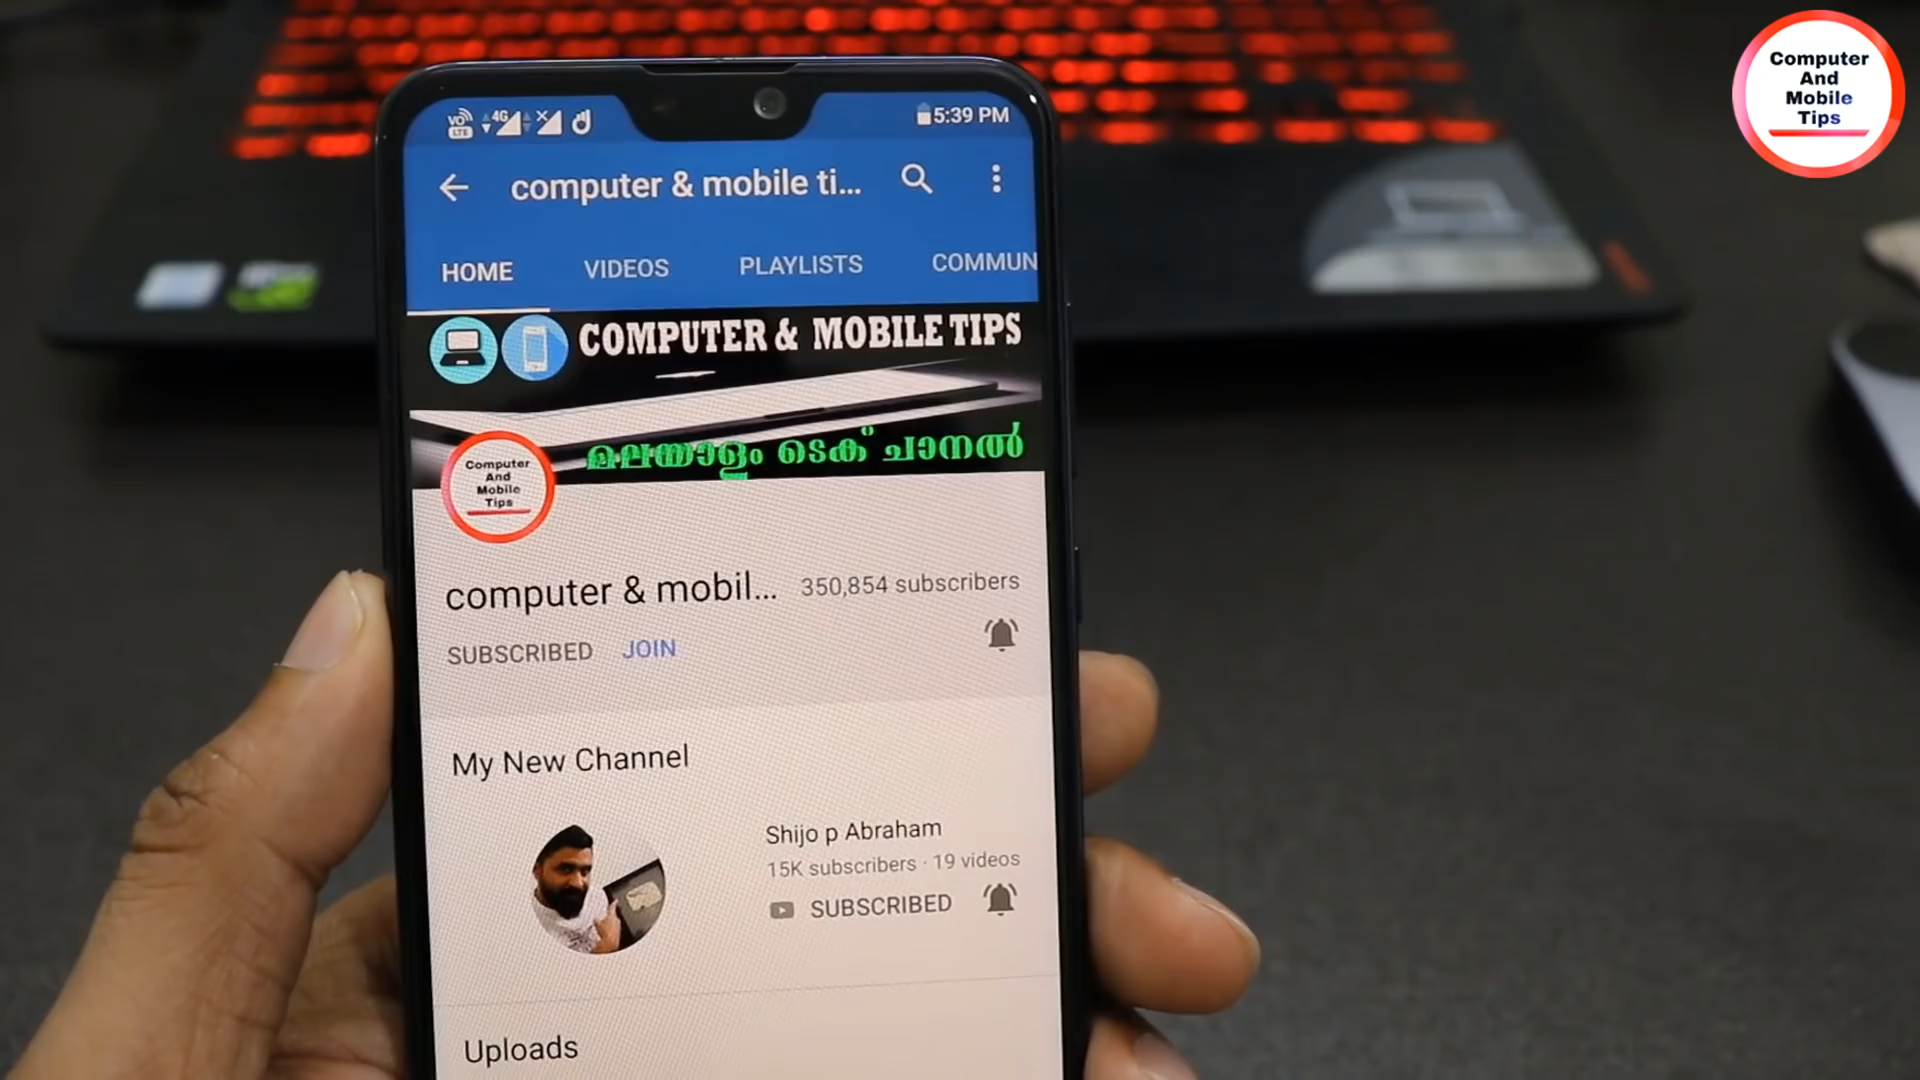 Computer
And
Mobile
Tips
VO
LTE
4G
5:39 PM
computer & mobile ti...
HOME VIDEOS PLAYLISTS COMMUN
COMPUTER & MOBILE TIPS
മലയാളം ടെക് ചാനൽ
Computer
And
Mobile
Tips
computer & mobil... 350,854 subscribers
SUBSCRIBED JOIN
My New Channel
Shijo p Abraham
15K subscribers · 19 videos
SUBSCRIBED
Uploads